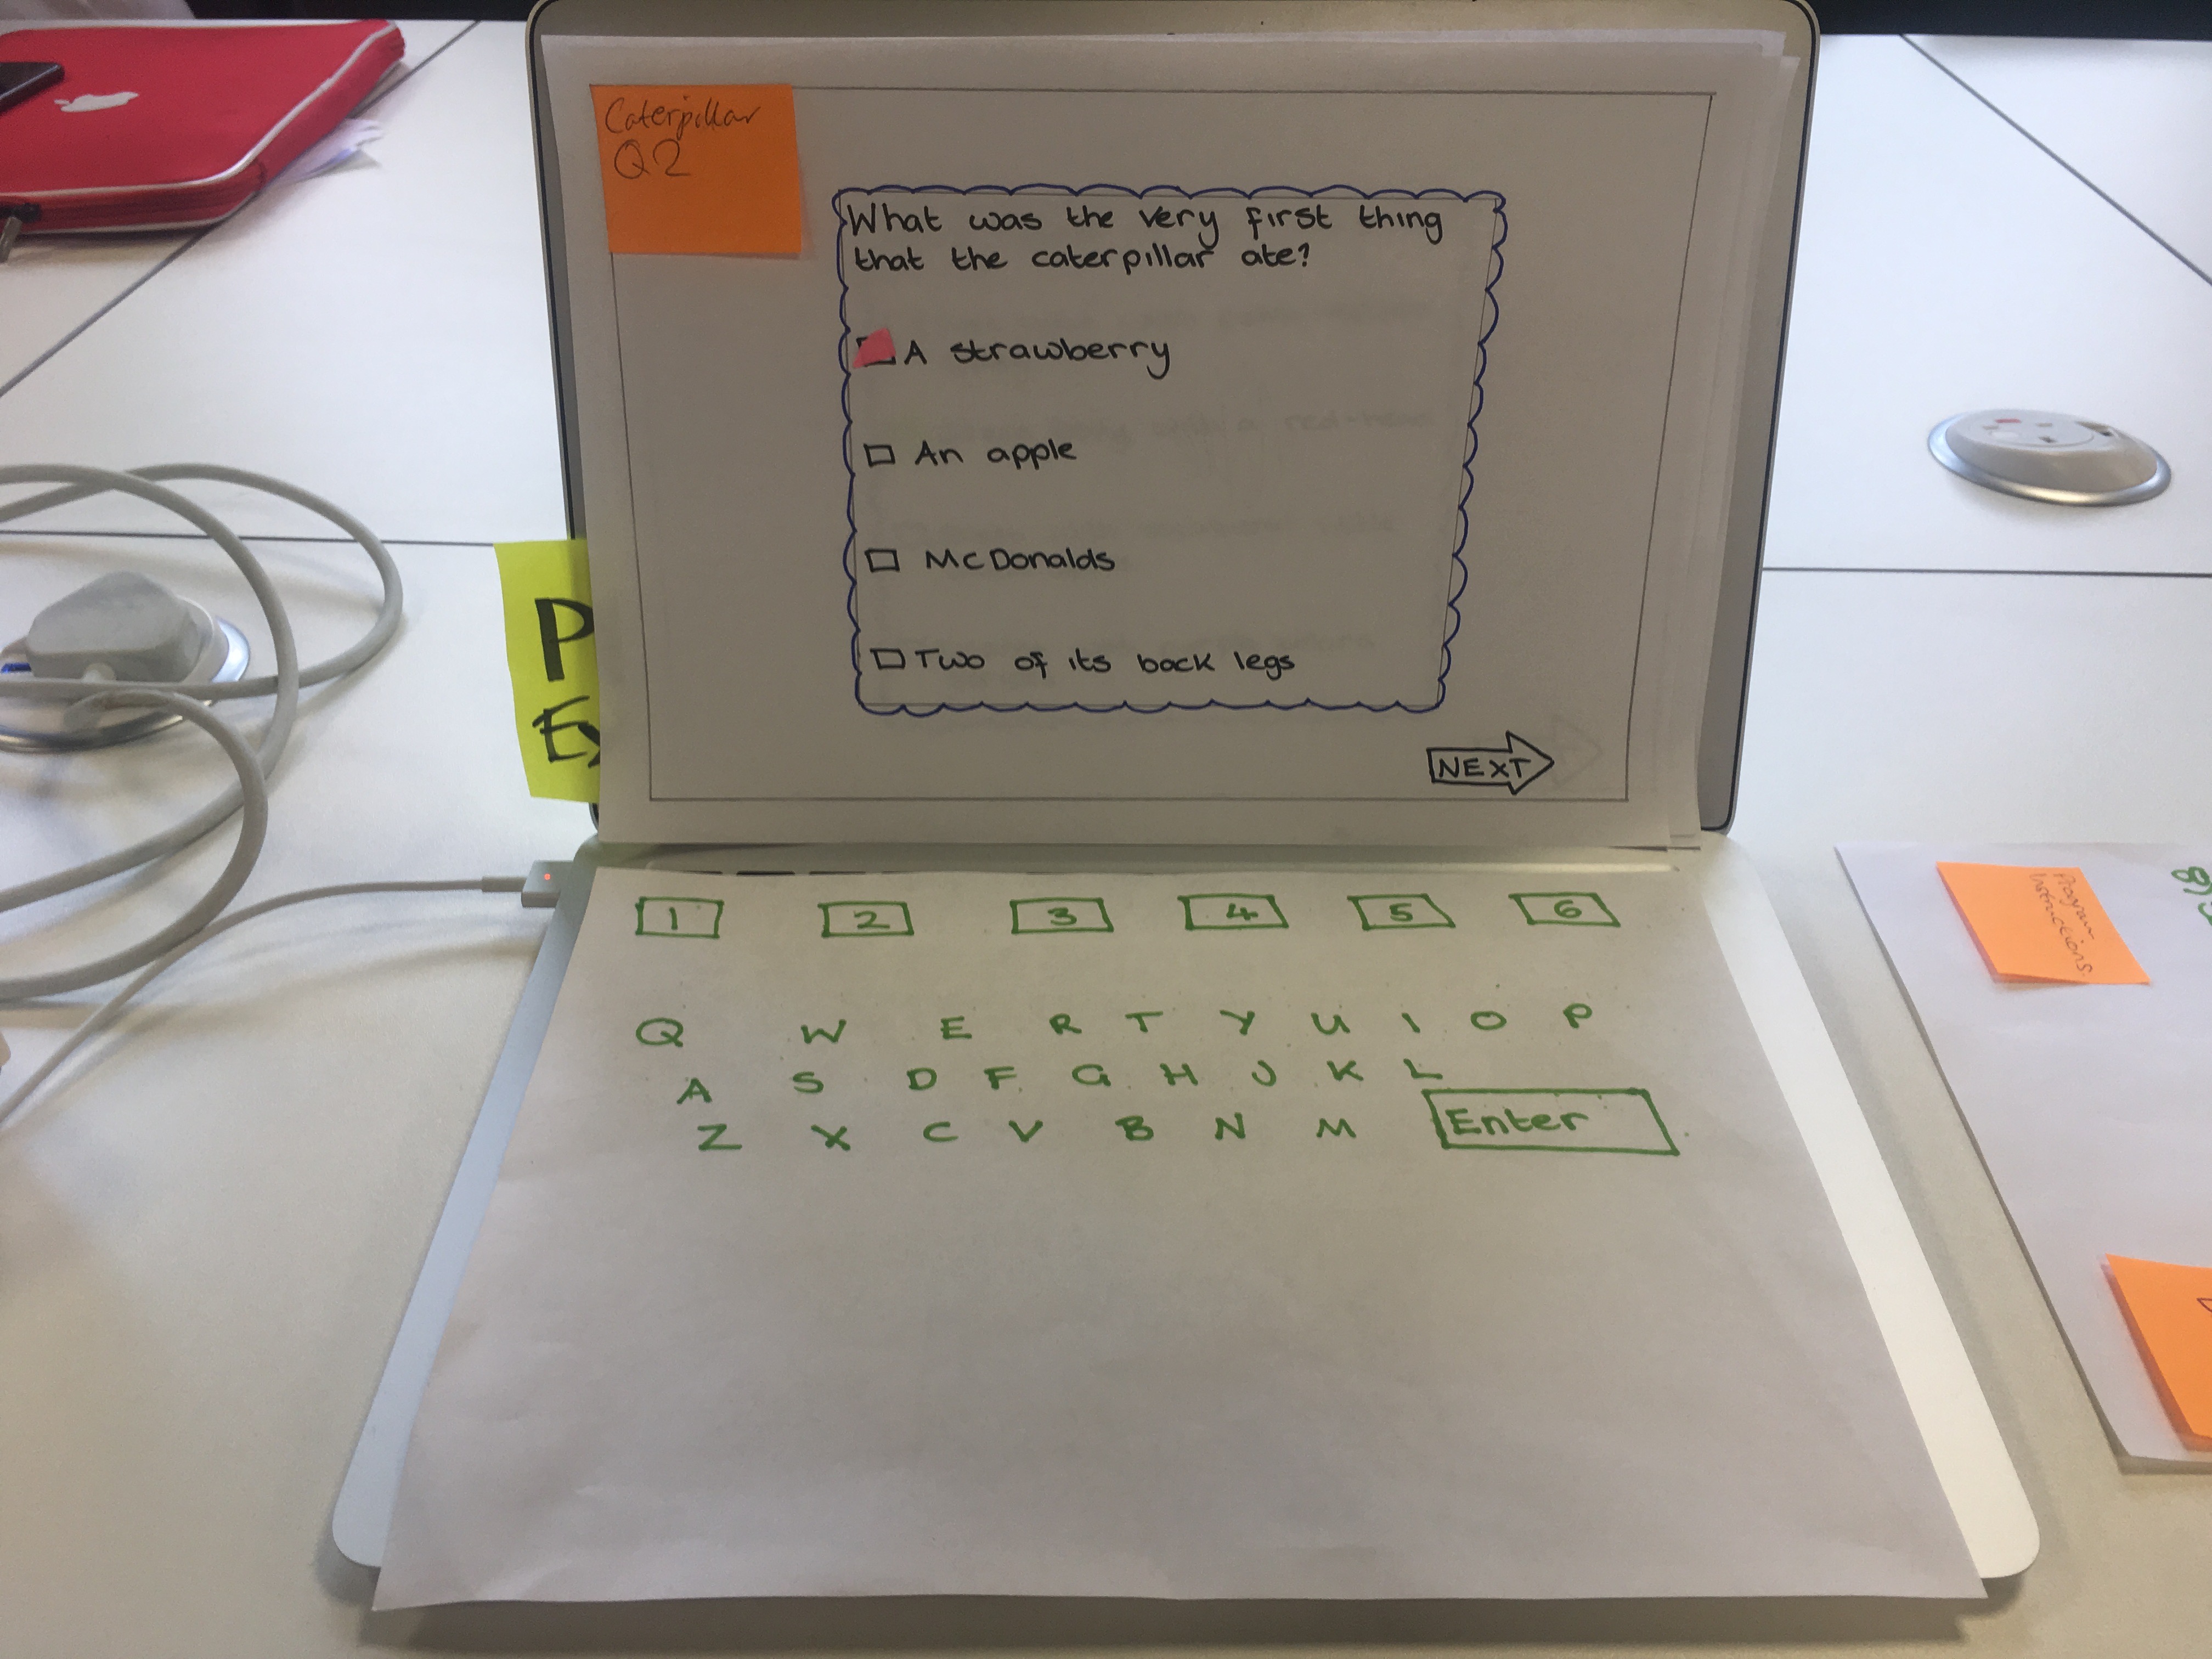 Caterpillar
Q2
What was the very first thing
that the caterpillar ate?
A strawberry
An apple
McDonalds
Two of its back legs
NEXT
P
Ex
1 2 3 4 5 6
Q W E R T Y U I O P
A S D F G H J K L
Z X C V B N M Enter
Program
Instructions.